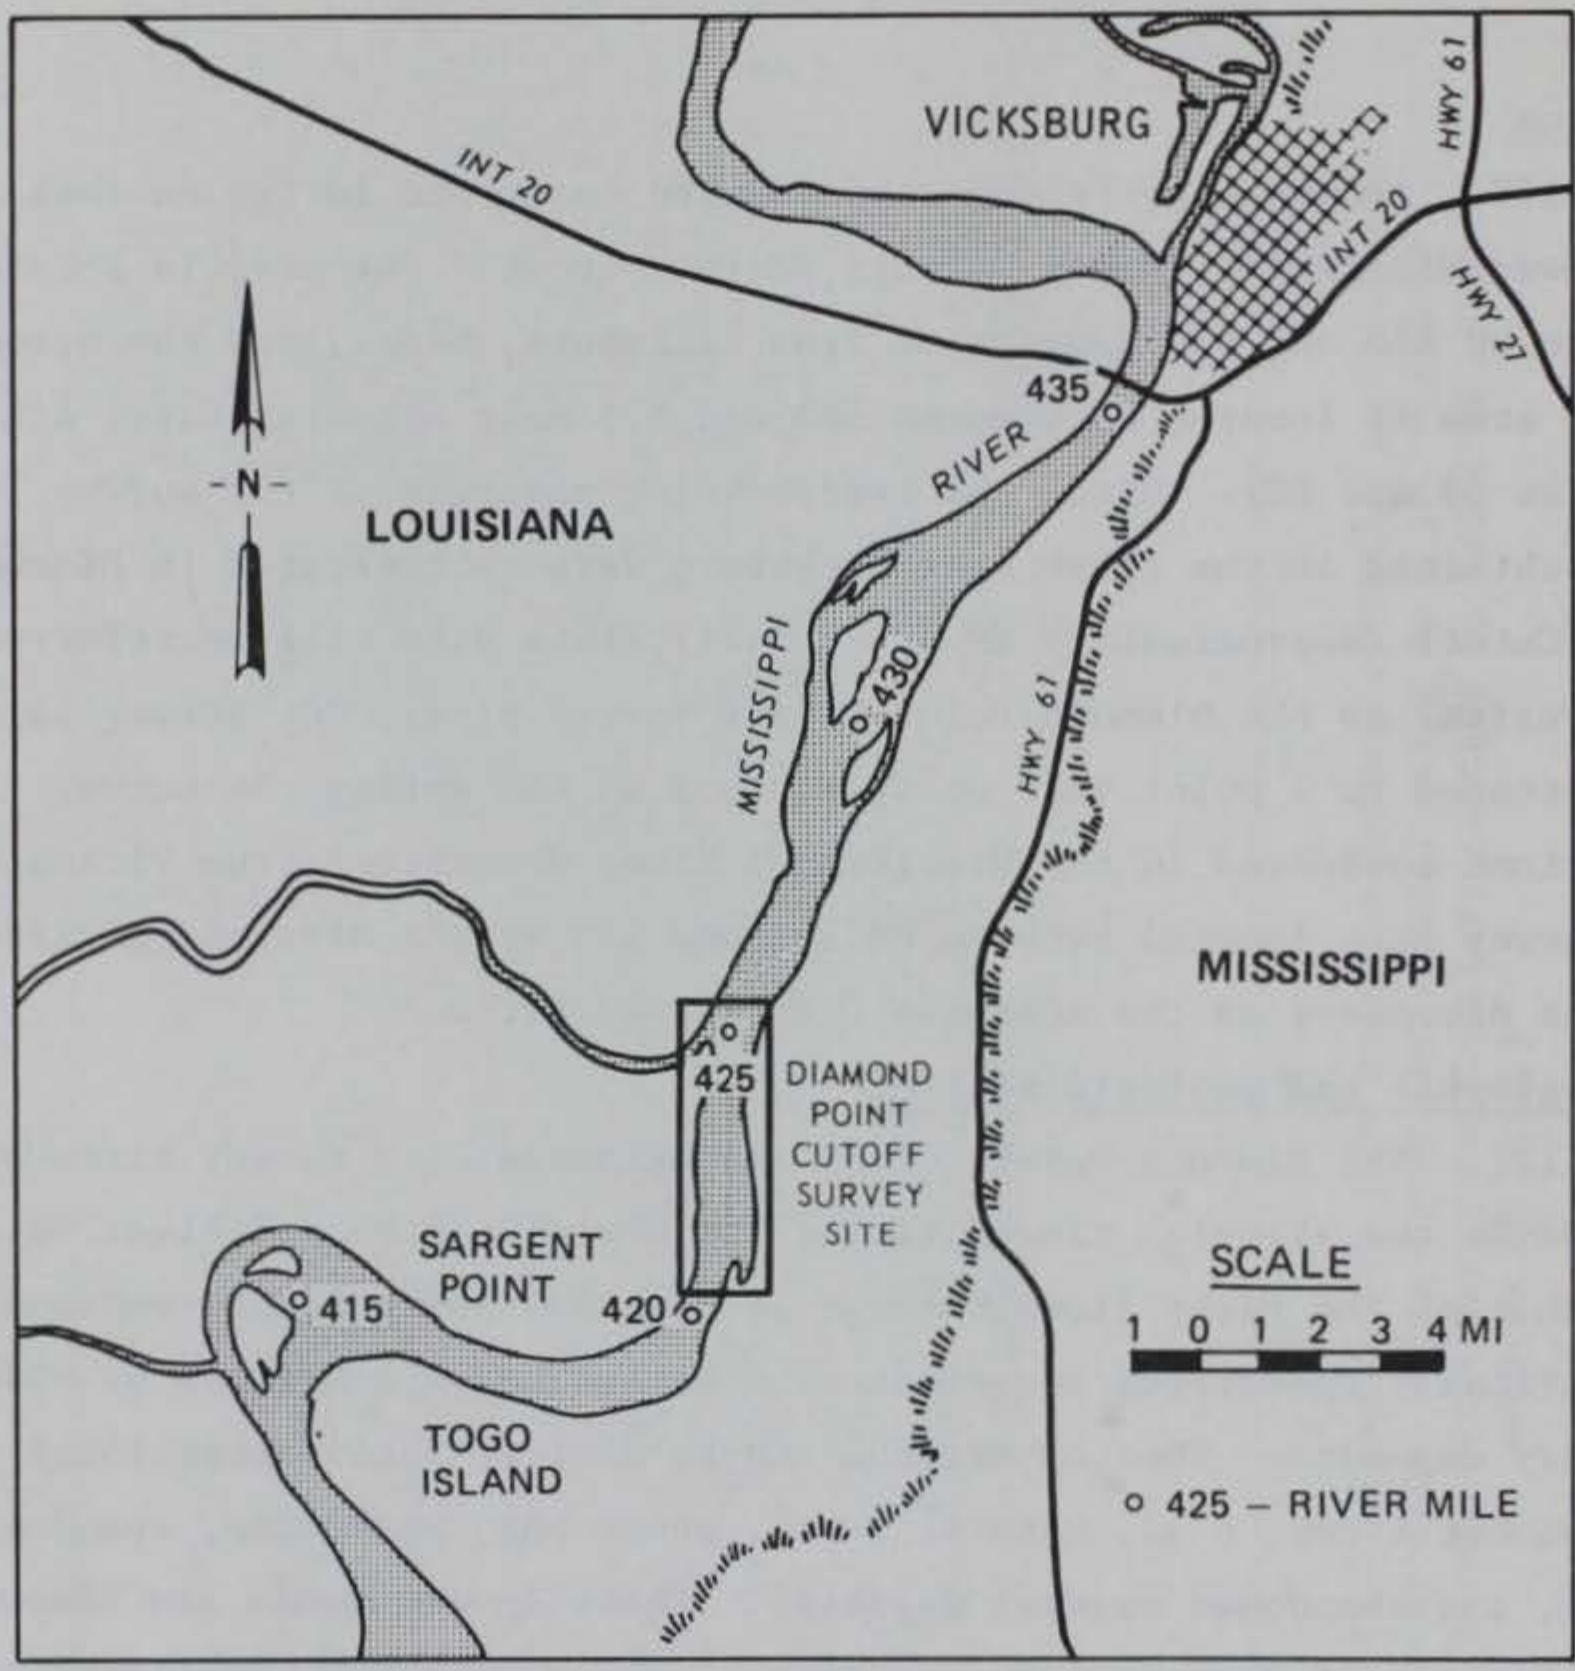 VICKSBURG
HWY 61
INT 20
INT 20
HWY 27
435
RIVER
- N -
LOUISIANA
430
MISSISSIPPI
HWY 61
MISSISSIPPI
425
DIAMOND
POINT
CUTOFF
SURVEY
SITE
SARGENT
POINT
420
415
SCALE
1 0 1 2 3 4 MI
TOGO
ISLAND
425 – RIVER MILE